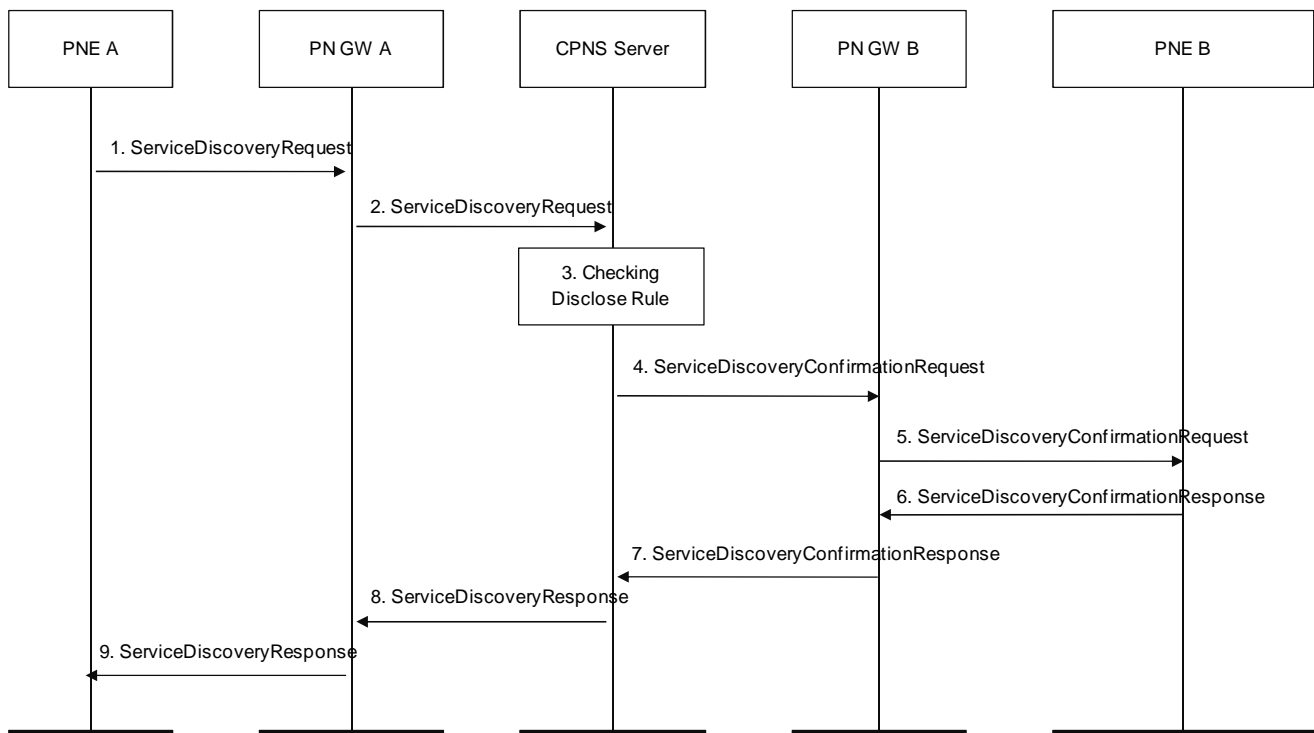 PNE A
PN GW A
CPNS Server
PN GW B
PNE B
1. ServiceDiscoveryRequest
2. ServiceDiscoveryRequest
3. Checking
Disclose Rule
4. ServiceDiscoveryConfirmationRequest
5. ServiceDiscoveryConfirmationRequest
6. ServiceDiscoveryConfirmationResponse
7. ServiceDiscoveryConfirmationResponse
8. ServiceDiscoveryResponse
9. ServiceDiscoveryResponse